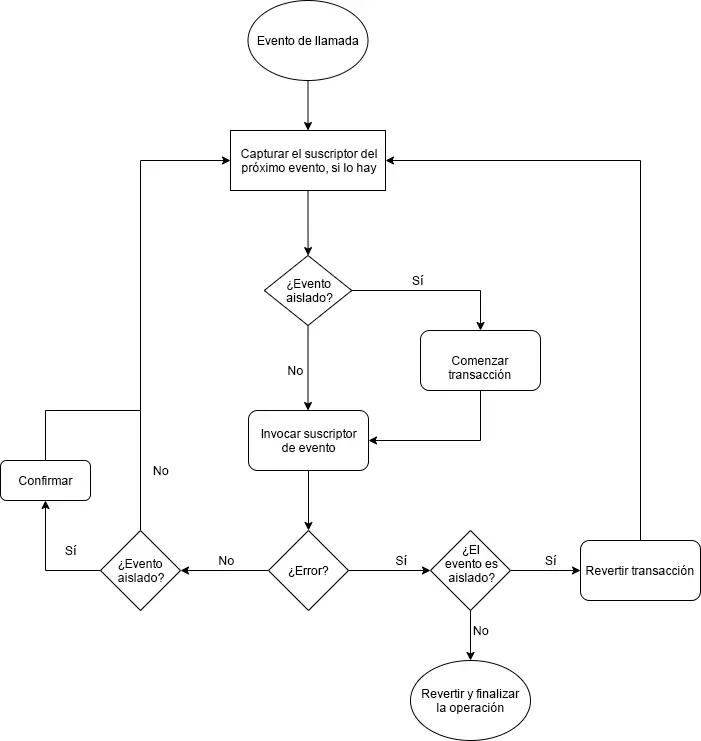 Evento de llamada
Capturar el suscriptor del
próximo evento, si lo hay
¿Evento
aislado?
Sí
No
Comenzar
transacción
Invocar suscriptor
de evento
Confirmar
No
Sí
¿Evento
aislado?
No
¿Error?
Sí
¿El
evento es
aislado?
Sí
Revertir transacción
No
Revertir y finalizar
la operación